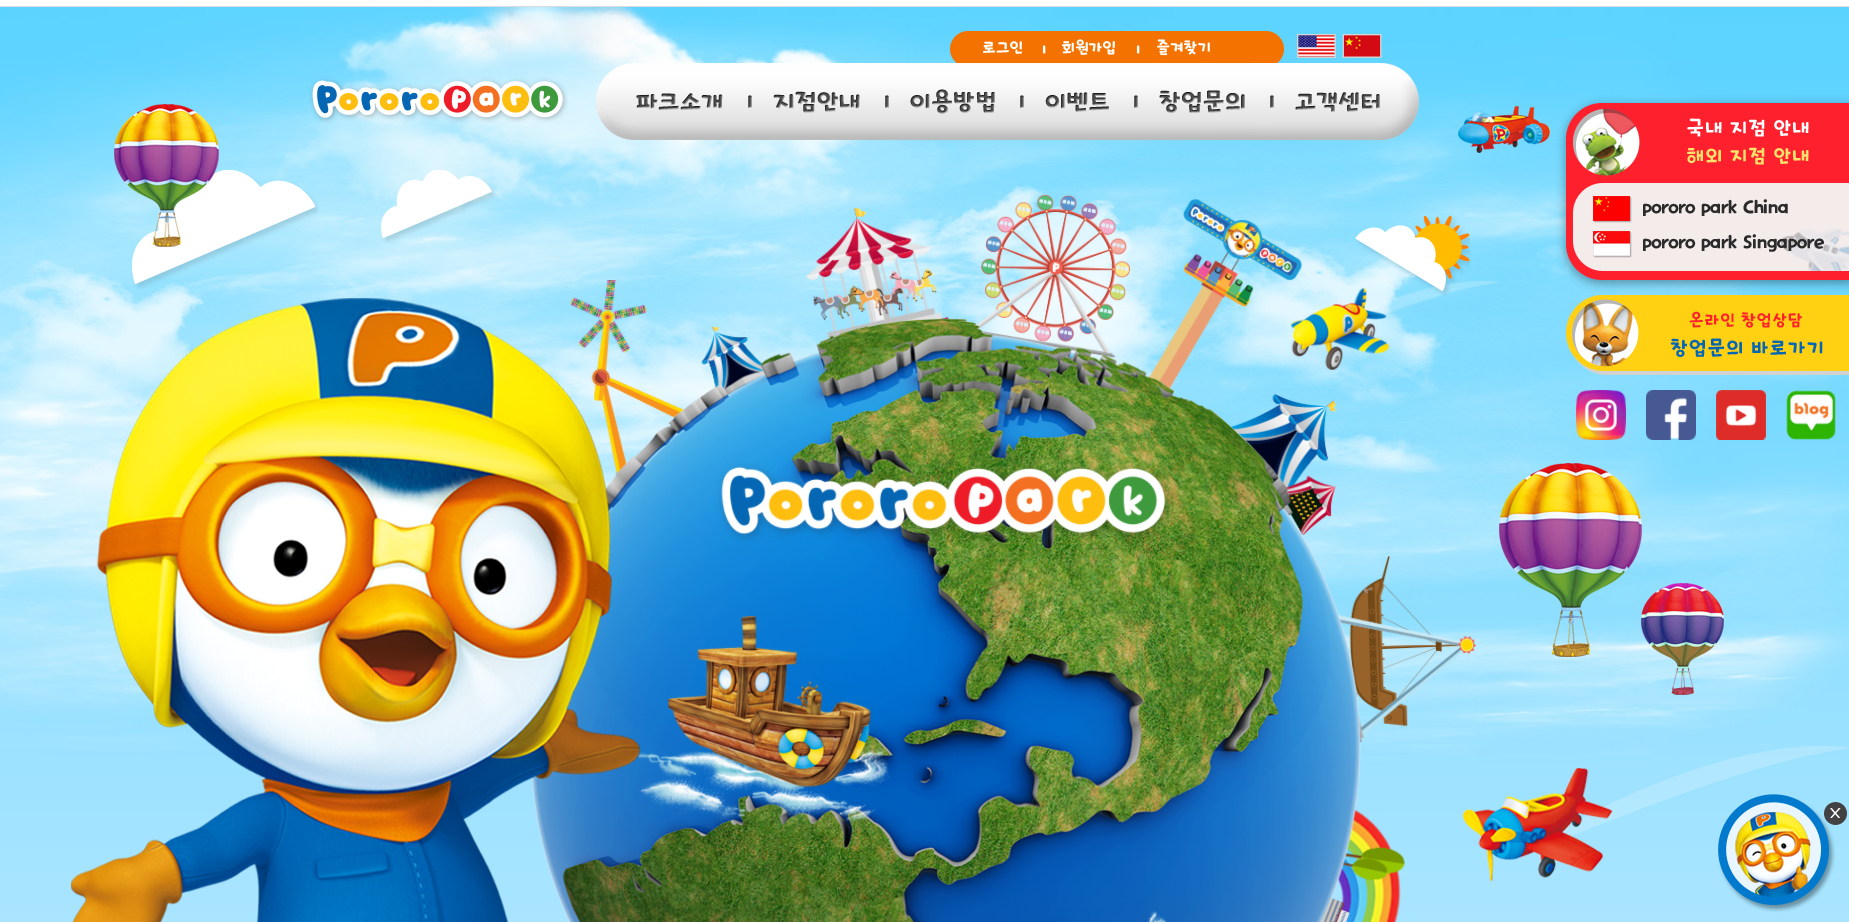 로그인 | 회원가입 | 즐겨찾기
PororoPark
파크소개 | 지점안내 | 이용방법 | 이벤트 | 창업문의 | 고객센터
국내 지점 안내
해외 지점 안내
pororo park China
pororo park Singapore
온라인 창업상담
창업문의 바로가기
blog
PororoPark
P
X